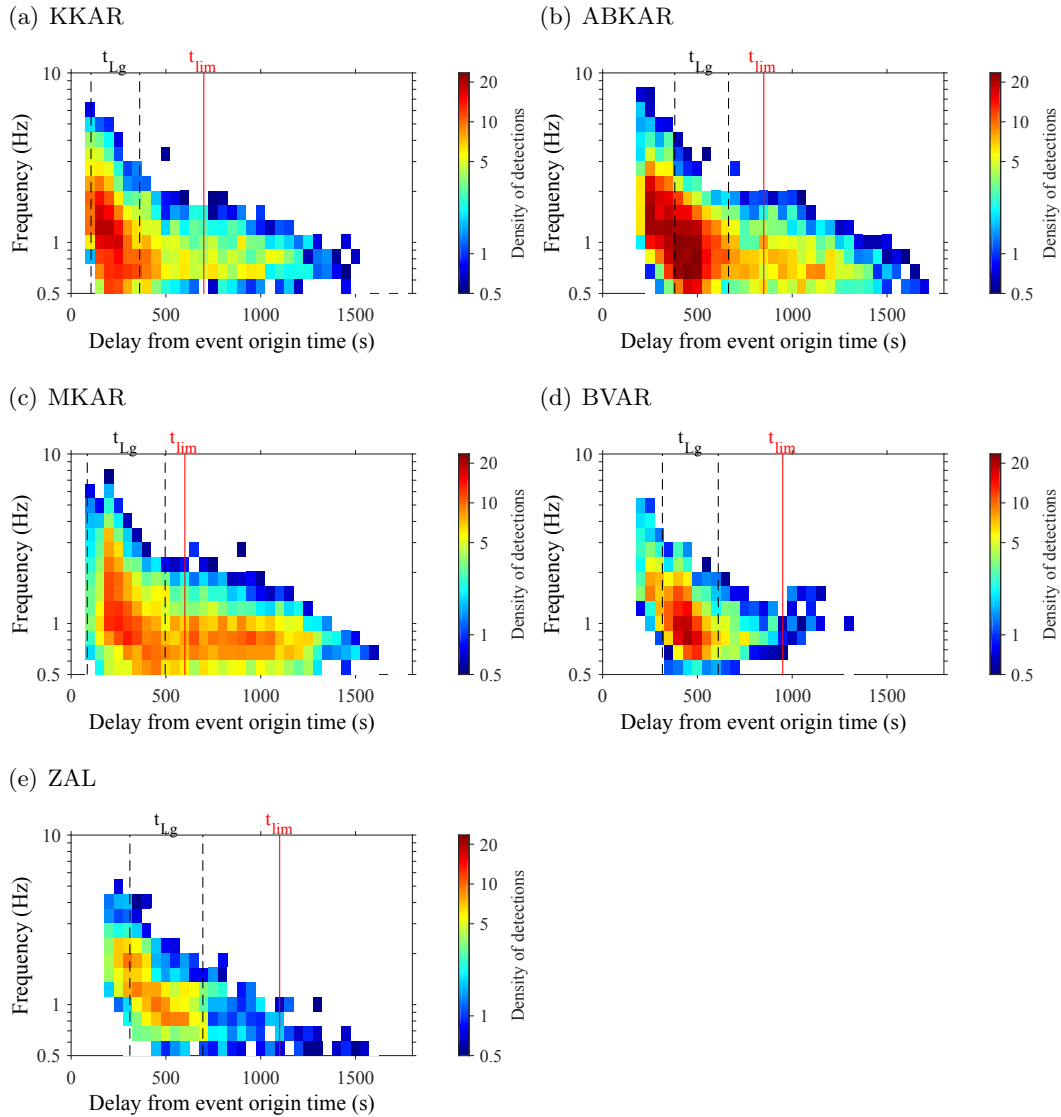 (a) KKAR
t_Lg t_lim
10
1
0.5
Frequency (Hz)
0 500 1000 1500
Delay from event origin time (s)
20
10
5
1
0.5
Density of detections
(b) ABKAR
t_Lg t_lim
10
1
0.5
Frequency (Hz)
0 500 1000 1500
Delay from event origin time (s)
20
10
5
1
0.5
Density of detections
(c) MKAR
t_Lg t_lim
10
1
0.5
Frequency (Hz)
0 500 1000 1500
Delay from event origin time (s)
20
10
5
1
0.5
Density of detections
(d) BVAR
t_Lg t_lim
10
1
0.5
Frequency (Hz)
0 500 1000 1500
Delay from event origin time (s)
20
10
5
1
0.5
Density of detections
(e) ZAL
t_Lg t_lim
10
1
0.5
Frequency (Hz)
0 500 1000 1500
Delay from event origin time (s)
20
10
5
1
0.5
Density of detections